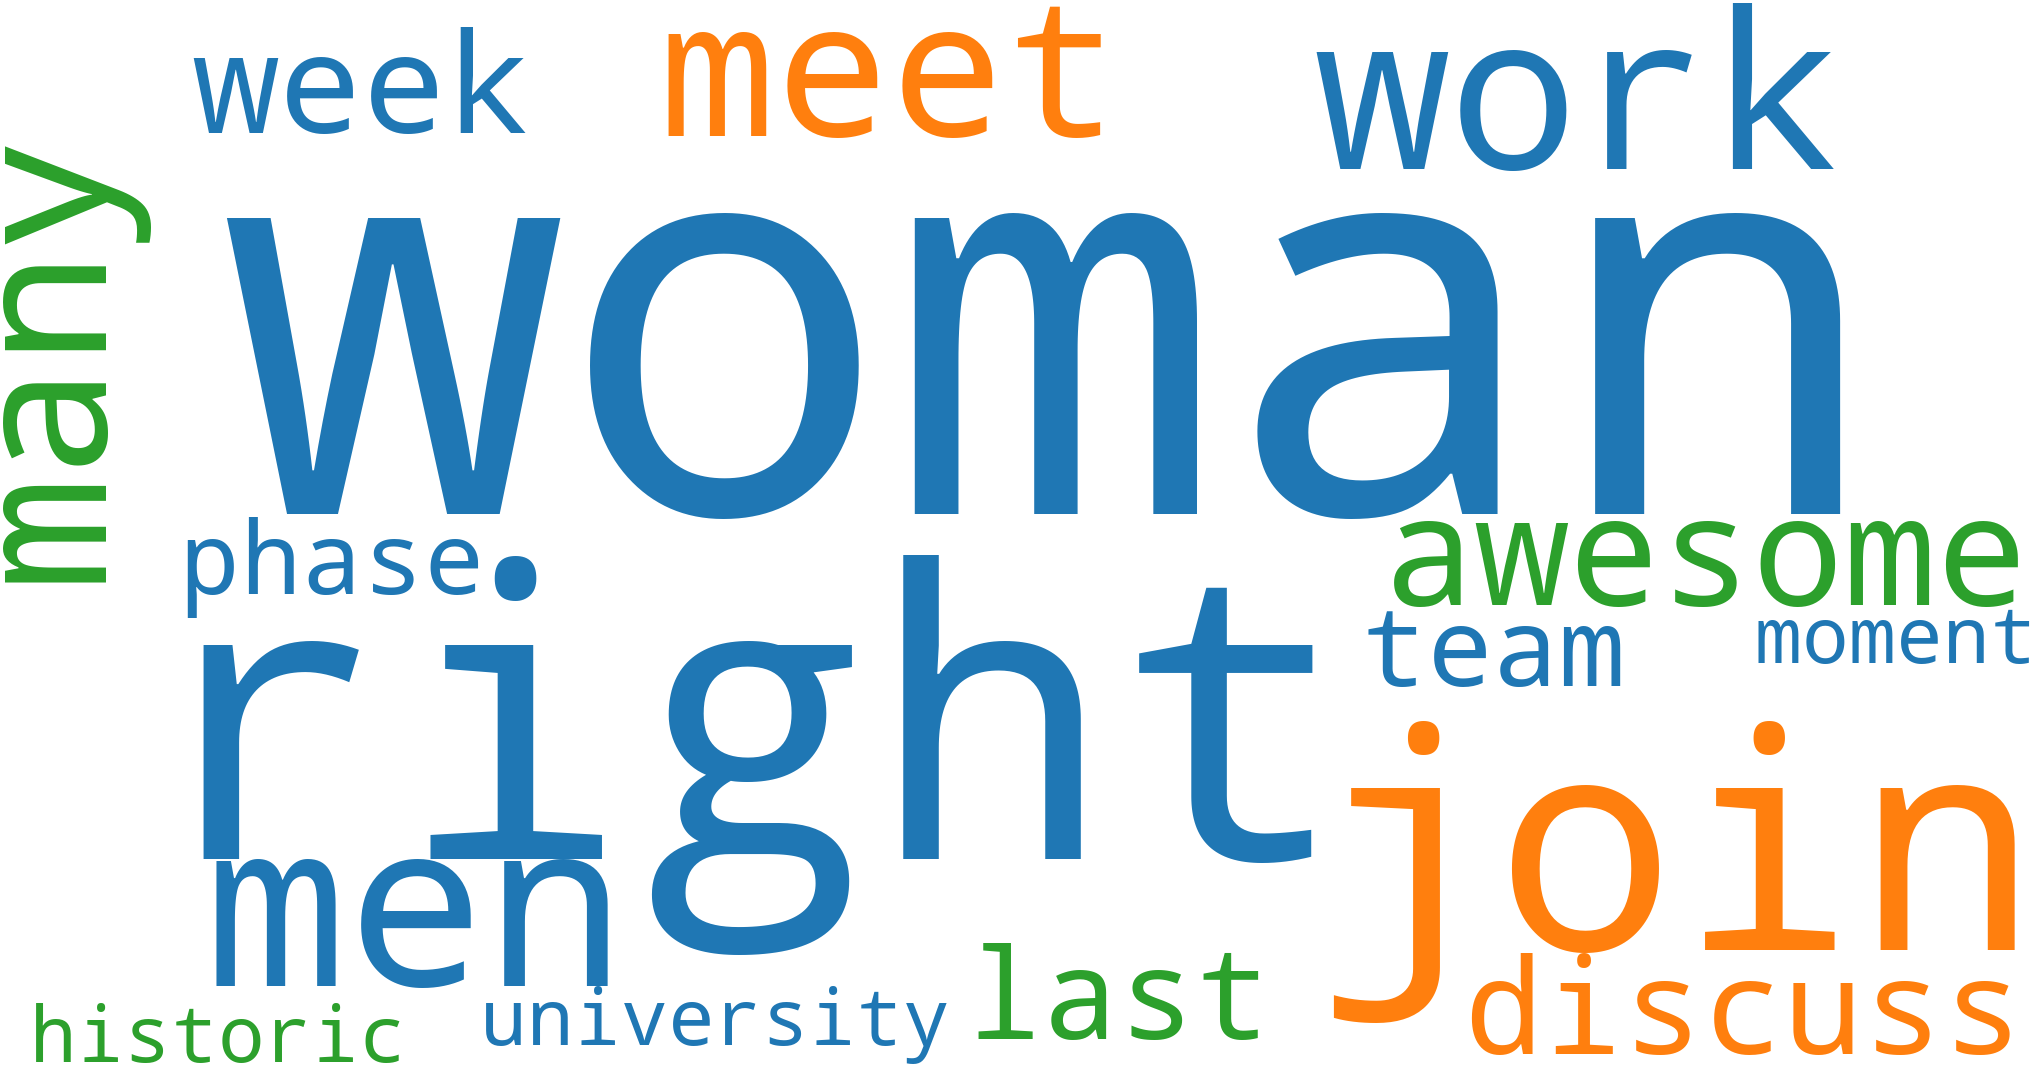 week
meet
work
many
woman
phase
awesome
right
team
moment
join
men
last
discuss
historic
university